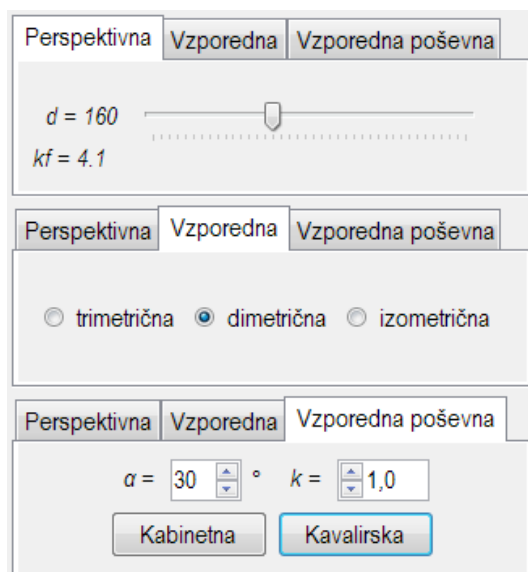 Perspektivna Vzporedna Vzporedna poševna
d = 160
kf = 4.1
Perspektivna Vzporedna Vzporedna poševna
trimetrična dimetrična izometrična
Perspektivna Vzporedna Vzporedna poševna
α = 30 ° k = 1,0
Kabinetna Kavalirska